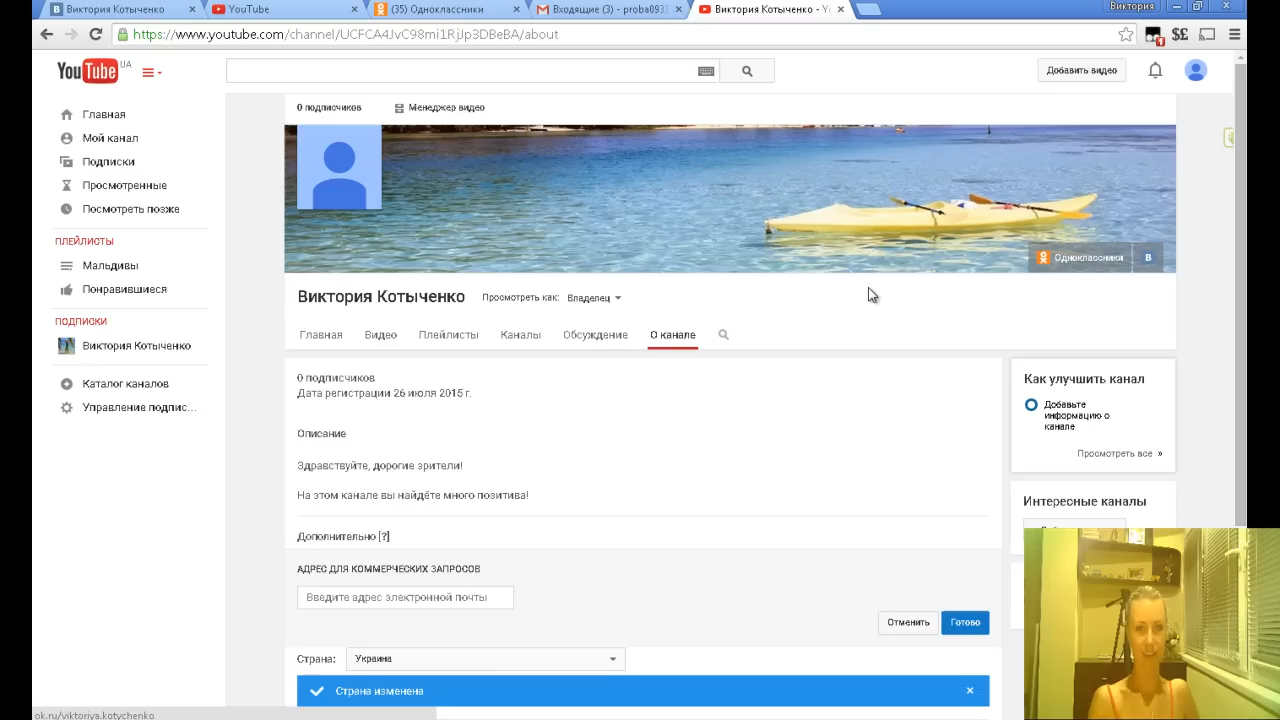 Виктория Котыченко
YouTube
(35) Одноклассники
Входящие (3) - proba0931
Виктория Котыченко - Yo
Виктория
https://www.youtube.com/channel/UCFCA4JvC98mi1RjJp3DBeBA/about
YouTube UA
Добавить видео
Главная
Мой канал
Подписки
Просмотренные
Посмотреть позже
ПЛЕЙЛИСТЫ
Мальдивы
Понравившиеся
ПОДПИСКИ
Виктория Котыченко
Каталог каналов
Управление подпис...
0 подписчиков
Менеджер видео
Одноклассники
B
Виктория Котыченко
Просмотреть как:
Владелец
Главная
Видео
Плейлисты
Каналы
Обсуждение
О канале
0 подписчиков
Дата регистрации 26 июля 2015 г.
Описание
Здравствуйте, дорогие зрители!
На этом канале вы найдёте много позитива!
Дополнительно [?]
АДРЕС ДЛЯ КОММЕРЧЕСКИХ ЗАПРОСОВ
Введите адрес электронной почты
Отменить
Готово
Страна:
Украина
Страна изменена
Как улучшить канал
Добавьте
информацию о
канале
Просмотреть все »
Интересные каналы
ok.ru/viktoriya.kotychenko